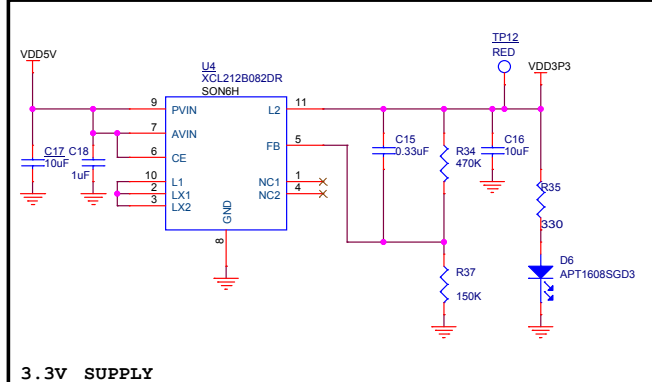 TP12
RED
VDD5V
VDD3P3
U4
XCL212B082DR
SON6H
9 PVIN
L2 11
7 AVIN
FB 5
6 CE
C17
10uF
C18
1uF
C15
0.33uF
R34
470K
C16
10uF
10 L1
2 LX1
3 LX2
NC1 1
NC2 4
GND
8
R35
330
R37
150K
D6
APT1608SGD3
3.3V SUPPLY